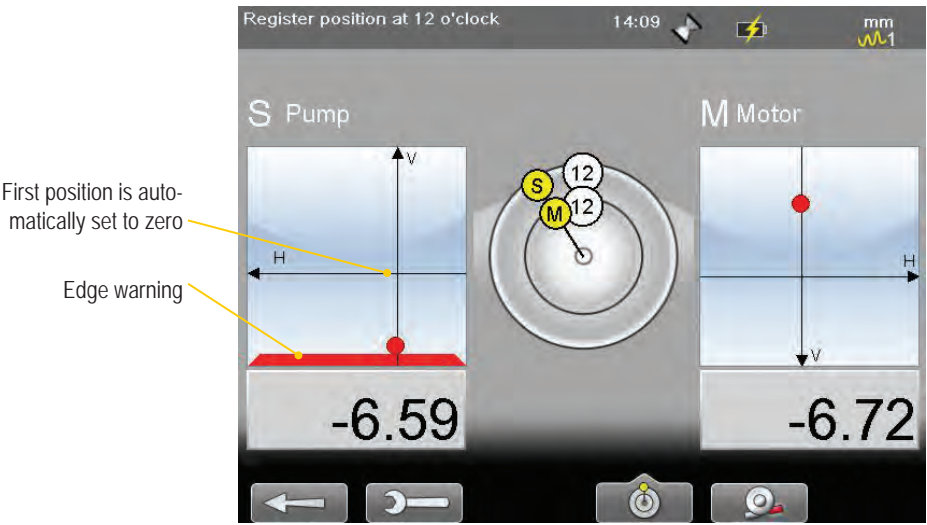 Register position at 12 o'clock
14:09
mm
1
S Pump
M Motor
First position is auto-
matically set to zero
Edge warning
V
H
S
12
M
12
H
V
-6.59
-6.72